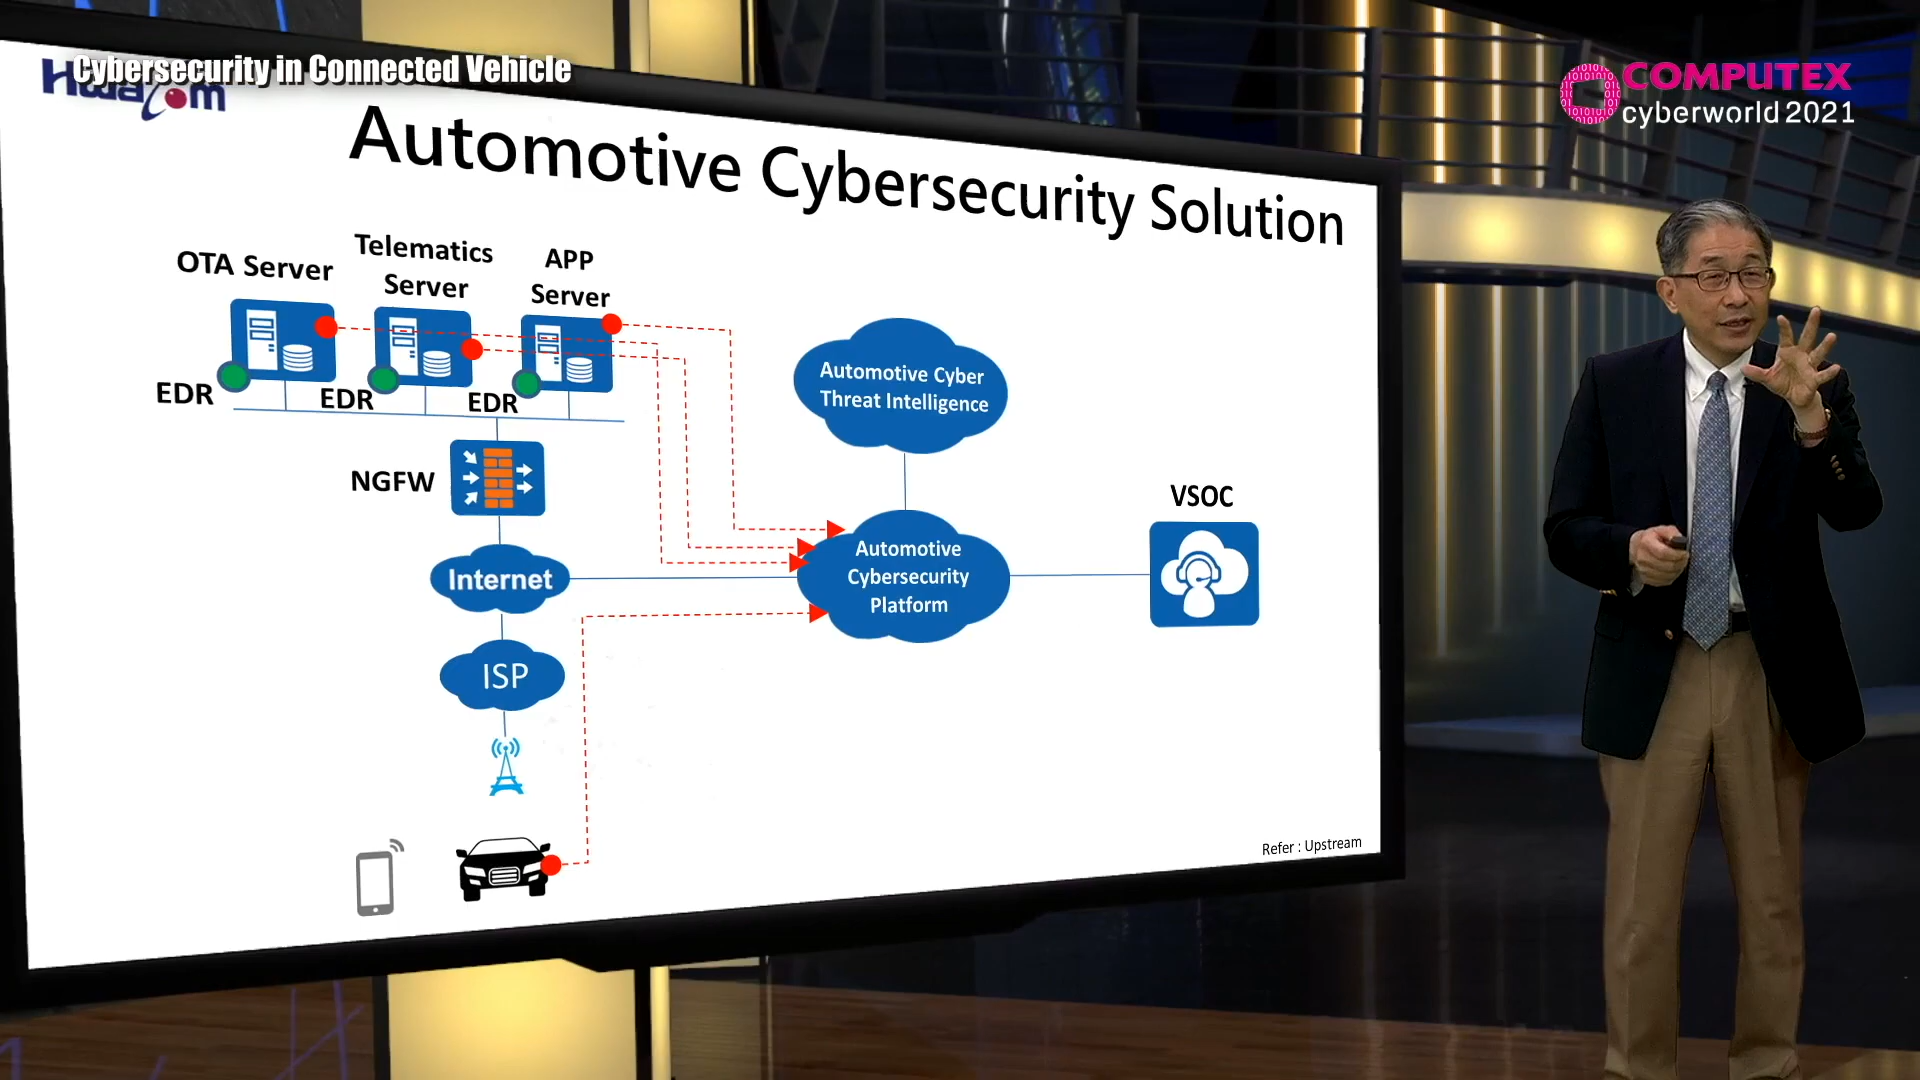 Cybersecurity in Connected Vehicle
HwaCom
COMPUTEX
cyberworld 2021
Automotive Cybersecurity Solution
OTA Server
Telematics
Server
APP
Server
EDR
EDR
EDR
NGFW
Internet
ISP
Automotive Cyber
Threat Intelligence
Automotive
Cybersecurity
Platform
VSOC
Refer : Upstream